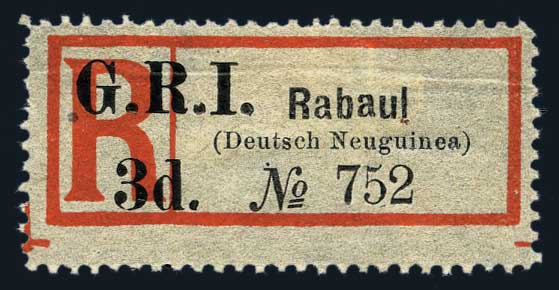 R
G.R.I.
3d.
Rabaul
(Deutsch Neuguinea)
№ 752